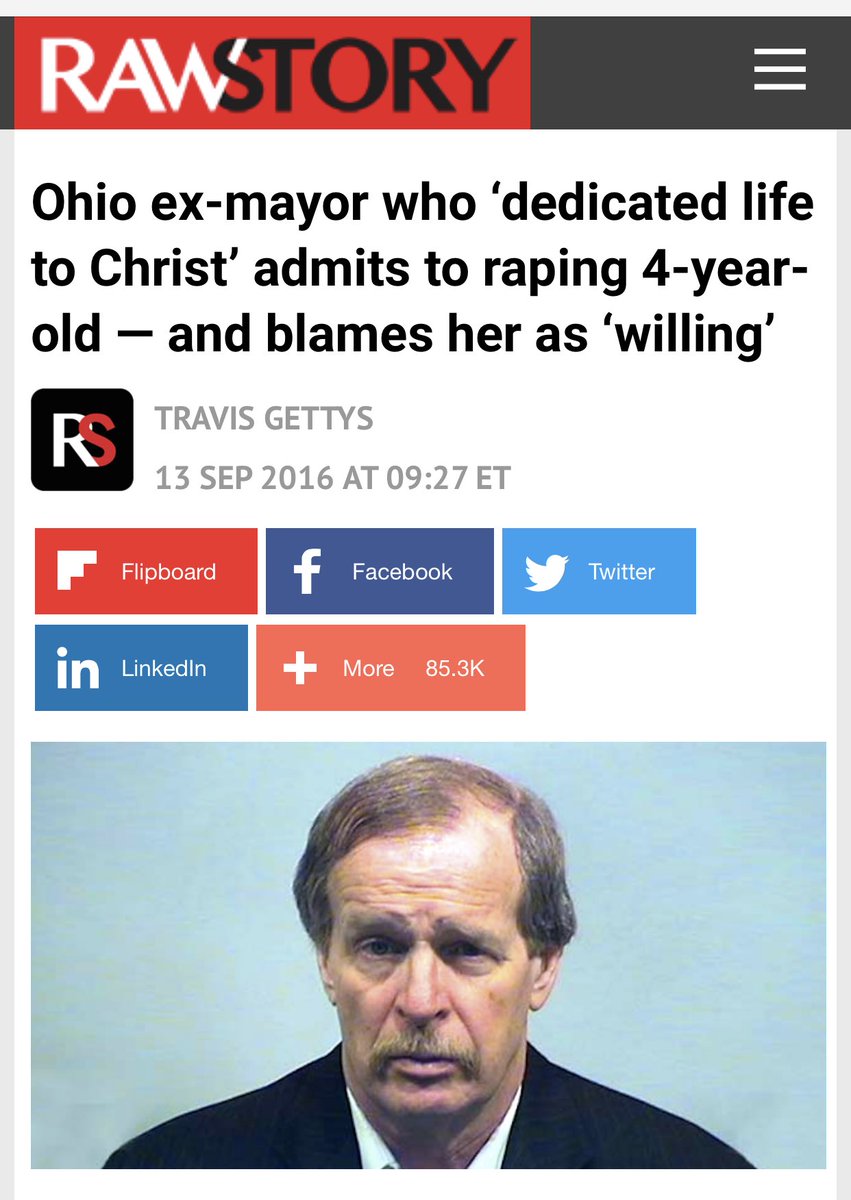 RAWSTORY
Ohio ex-mayor who ‘dedicated life
to Christ’ admits to raping 4-year-
old — and blames her as ‘willing’
RS
TRAVIS GETTYS
13 SEP 2016 AT 09:27 ET
Flipboard
Facebook
Twitter
in LinkedIn
More 85.3K